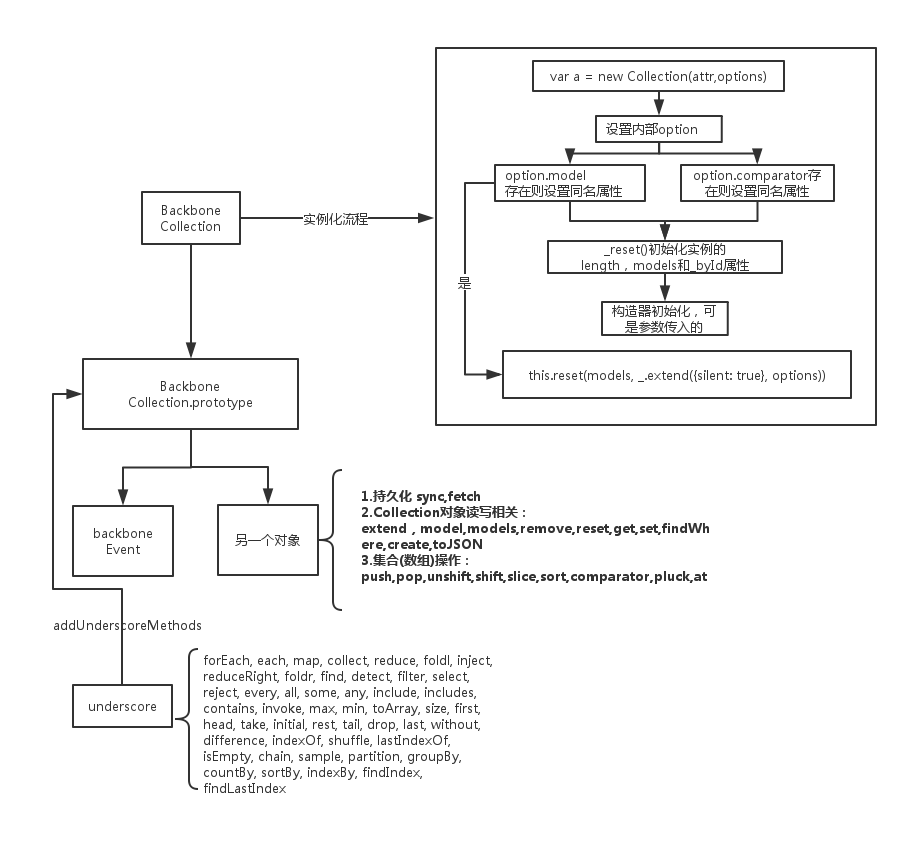 var a = new Collection(attr,options)
设置内部option
option.model
存在则设置同名属性
option.comparator存
在则设置同名属性
Backbone
Collection
实例化流程
_reset()初始化实例的
length，models和_byId属性
是
构造器初始化，可
是参数传入的
this.reset(models, _.extend({silent: true}, options))
Backbone
Collection.prototype
backbone
Event
另一个对象
1.持久化 sync,fetch
2.Collection对象读写相关：
extend，model,models,remove,reset,get,set,findWh
ere,create,toJSON
3.集合(数组)操作：
push,pop,unshift,shift,slice,sort,comparator,pluck,at
addUnderscoreMethods
underscore
forEach, each, map, collect, reduce, foldl, inject,
reduceRight, foldr, find, detect, filter, select,
reject, every, all, some, any, include, includes,
contains, invoke, max, min, toArray, size, first,
head, take, initial, rest, tail, drop, last, without,
difference, indexOf, shuffle, lastIndexOf,
isEmpty, chain, sample, partition, groupBy,
countBy, sortBy, indexBy, findIndex,
findLastIndex